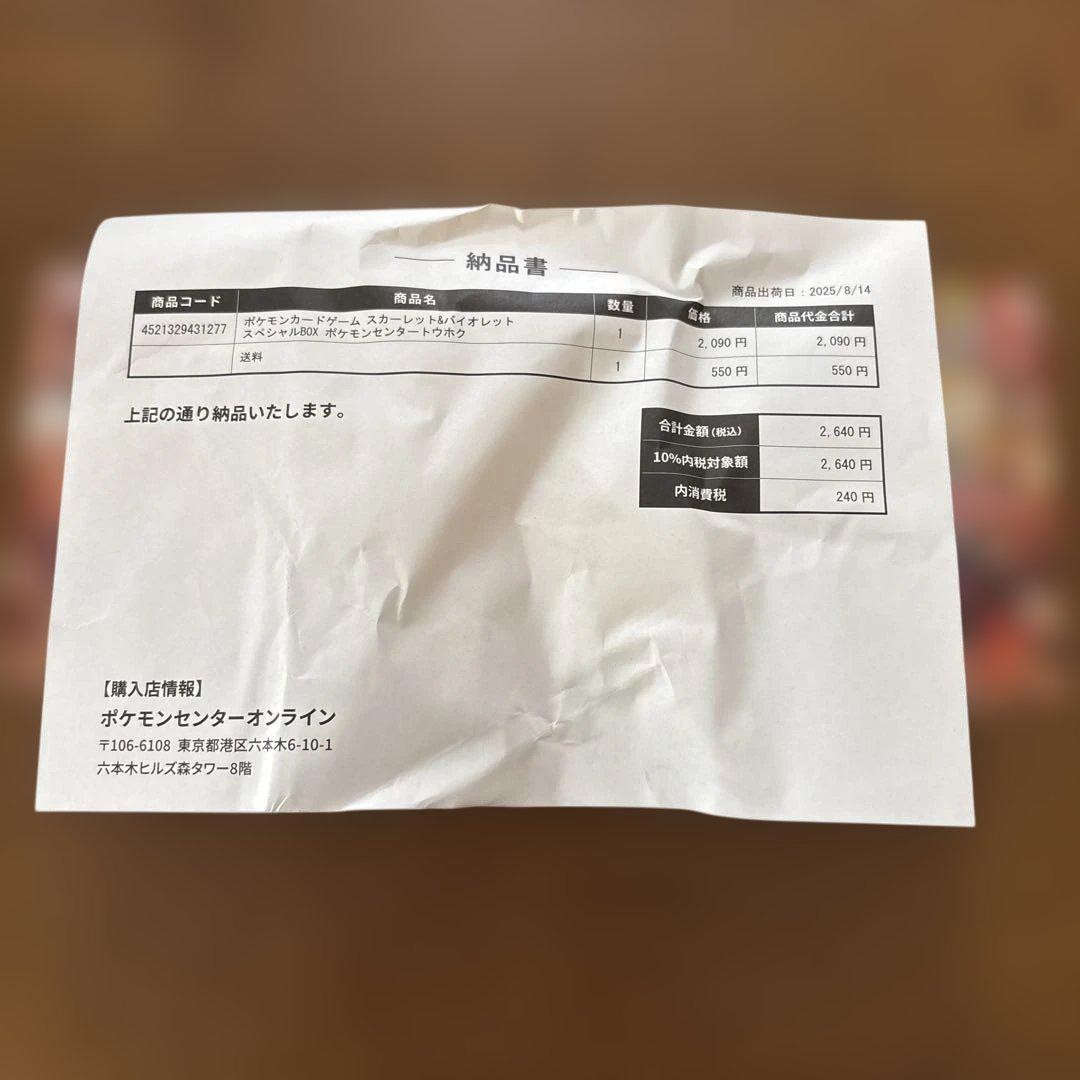 納品書
商品出荷日：2025/8/14
商品コード 商品名 数量 価格 商品代金合計
4521329431277 ポケモンカードゲーム スカーレット&バイオレット
スペシャルBOX ポケモンセンタートウホク 1 2,090 円 2,090 円
送料 1 550 円 550 円
上記の通り納品いたします。
合計金額(税込) 2,640 円
10%内税対象額 2,640 円
内消費税 240 円
【購入店情報】
ポケモンセンターオンライン
〒106-6108 東京都港区六本木6-10-1
六本木ヒルズ森タワー8階